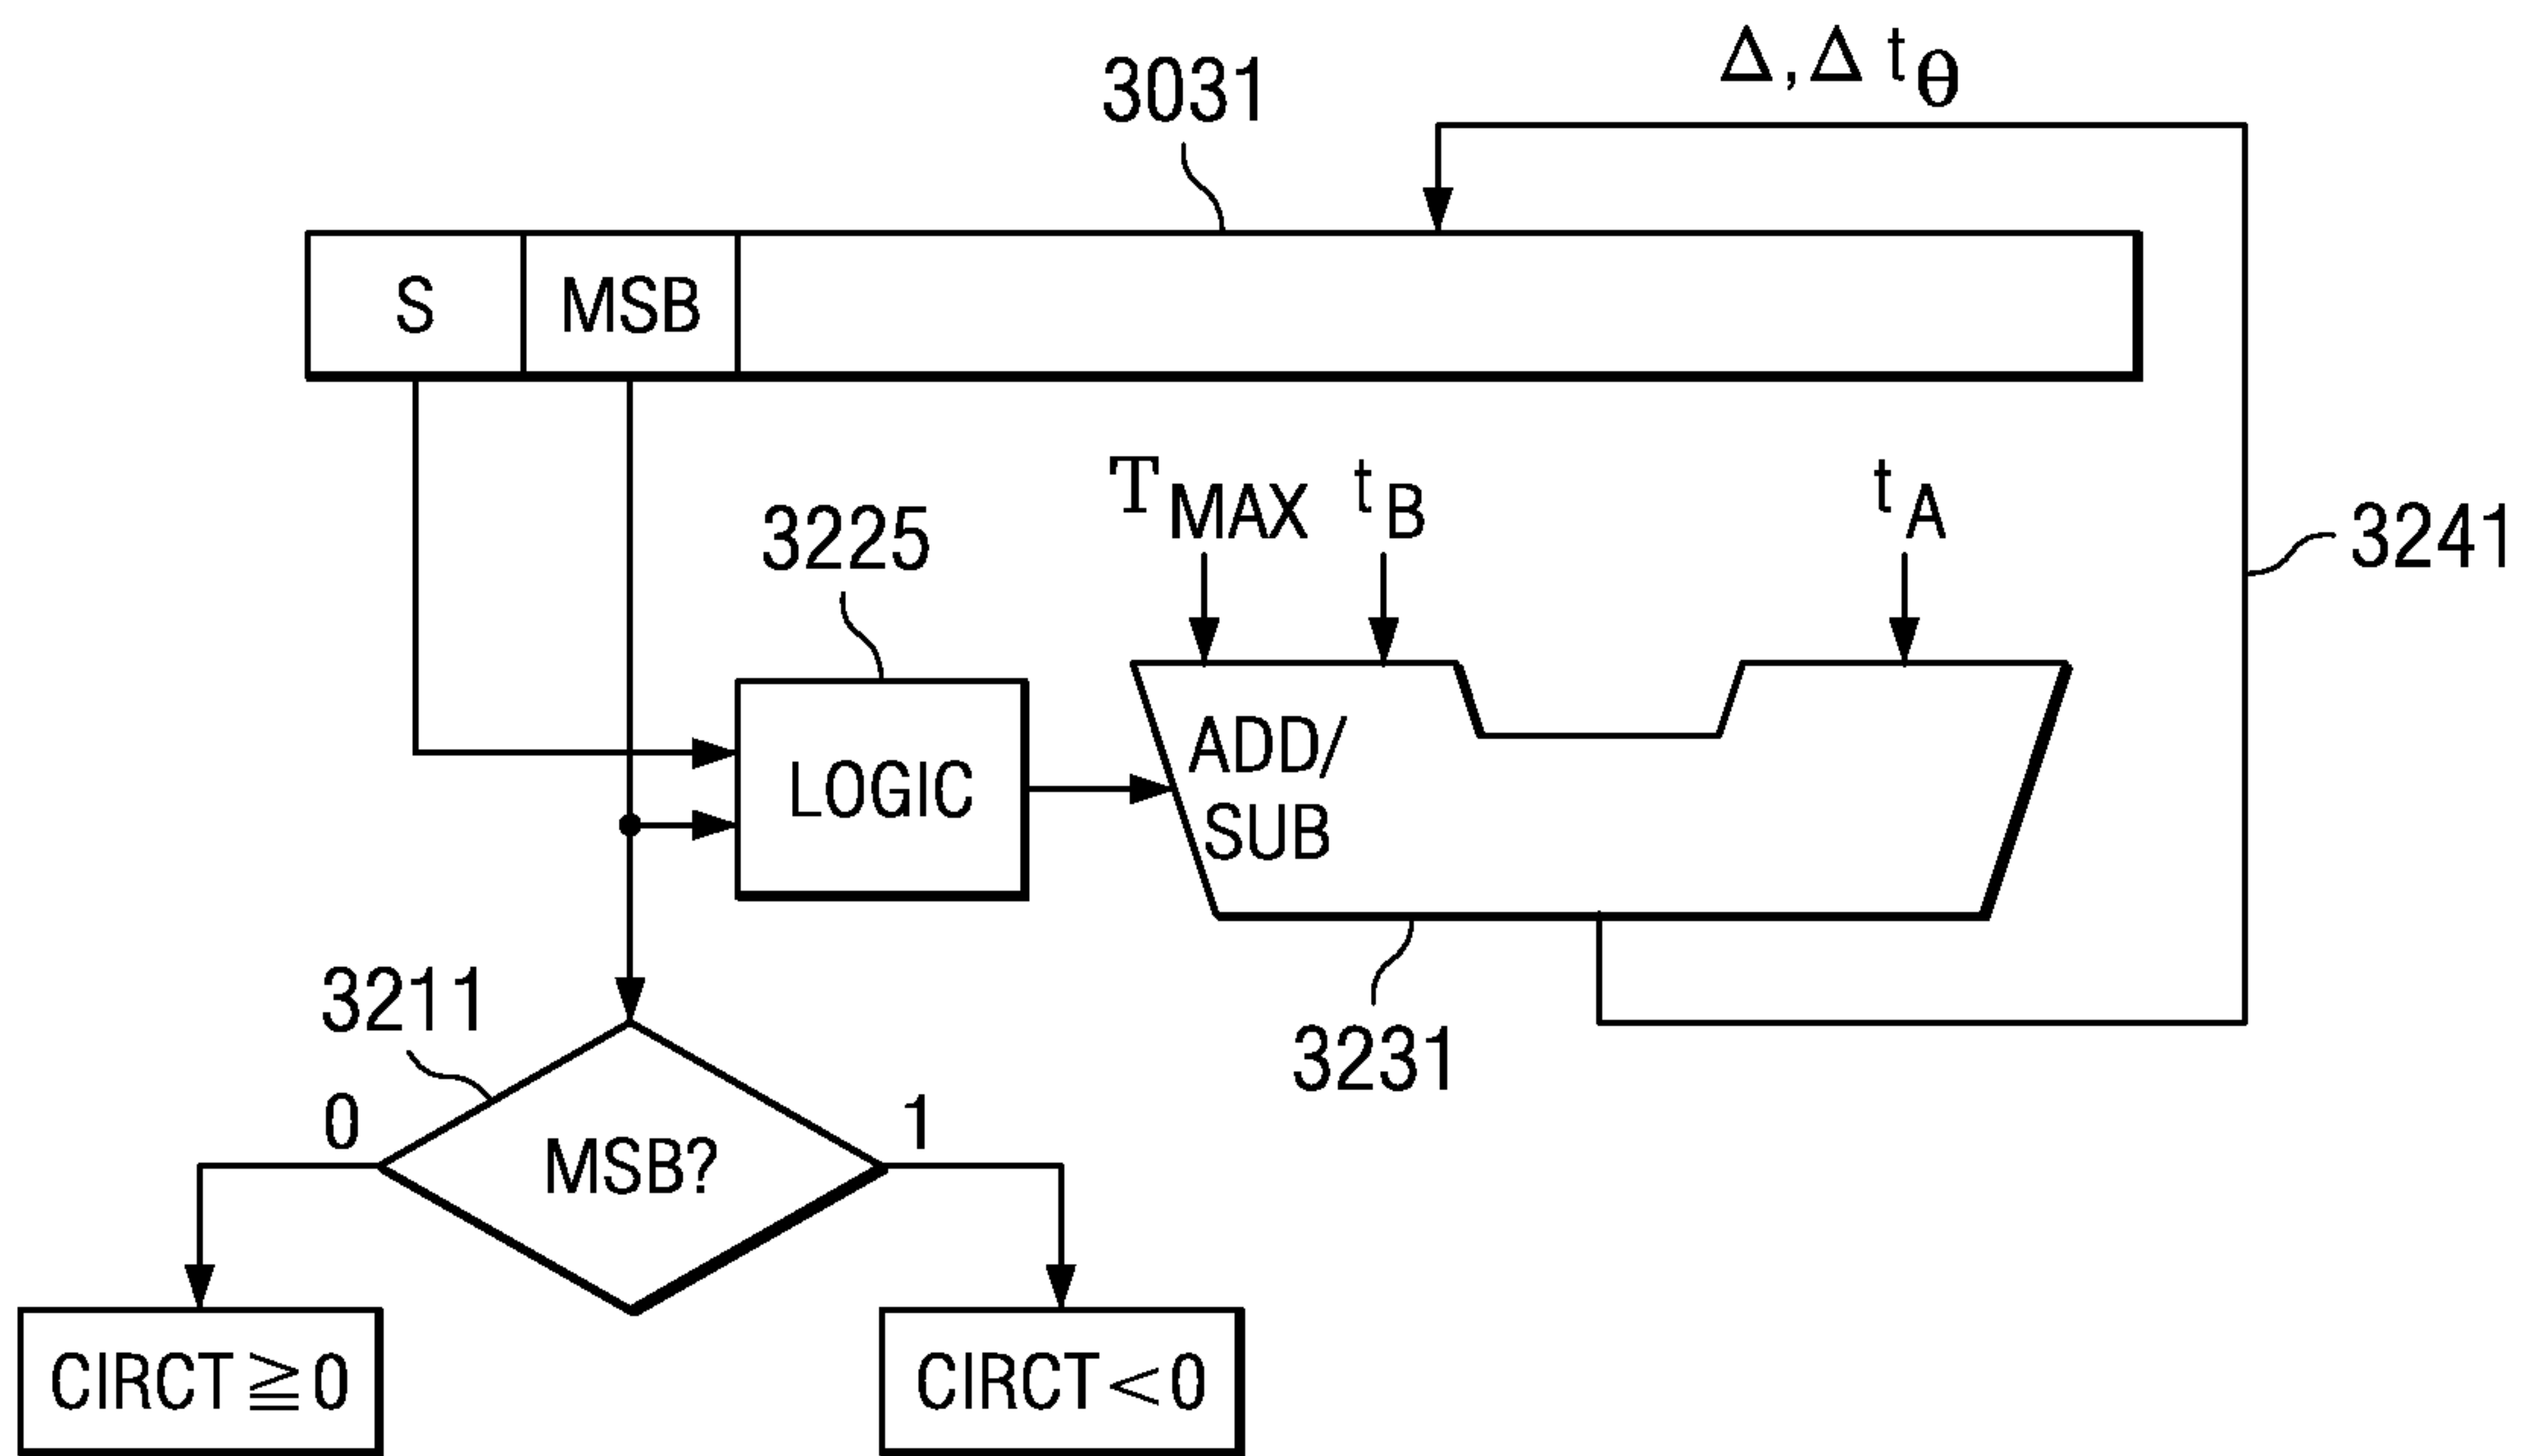 Δ, Δ tθ
3031
S MSB
TMAX tB tA
3225
3241
ADD/
SUB
LOGIC
3211
3231
0 1
MSB?
CIRCT ≧ 0
CIRCT < 0